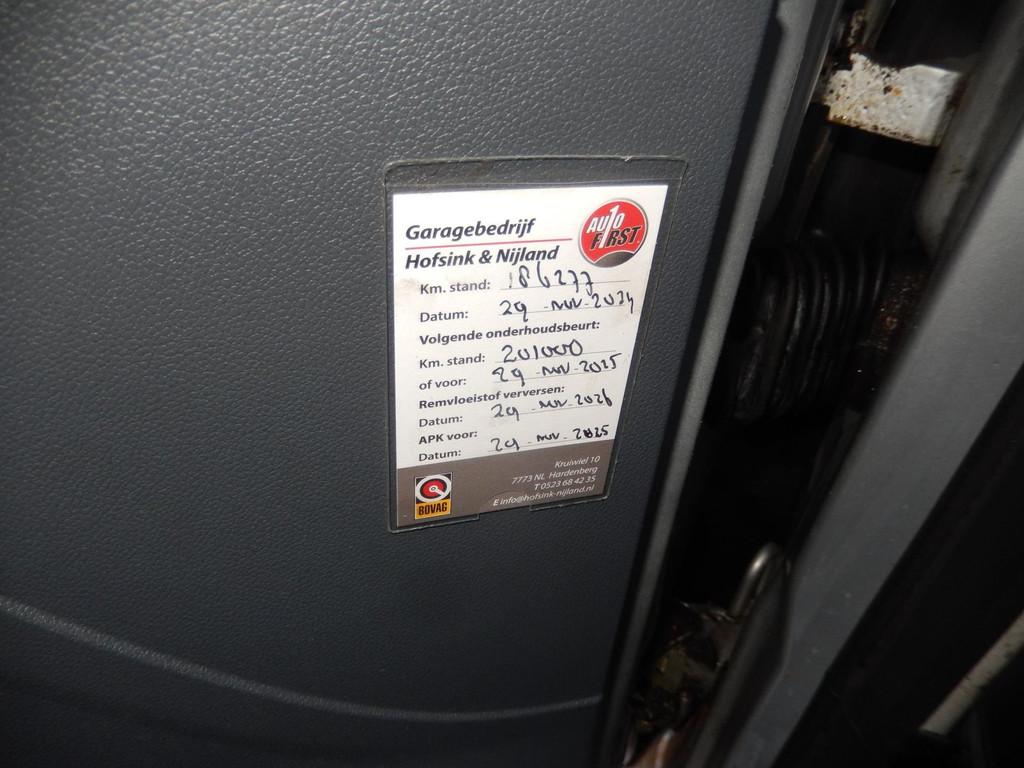 Garagebedrijf
Hofsink & Nijland
AUTO FIRST
Km. stand: 186277
Datum: 29 - nov - 2024
Volgende onderhoudsbeurt:
Km. stand: 201000
of voor: 29 - nov - 2025
Remvloeistof verversen:
Datum: 29 - nov - 2026
APK voor:
Datum: 29 - nov - 2025
Kruiwiel 10
7773 NL Hardenberg
T 0523 68 42 35
E info@hofsink-nijland.nl
BOVAG